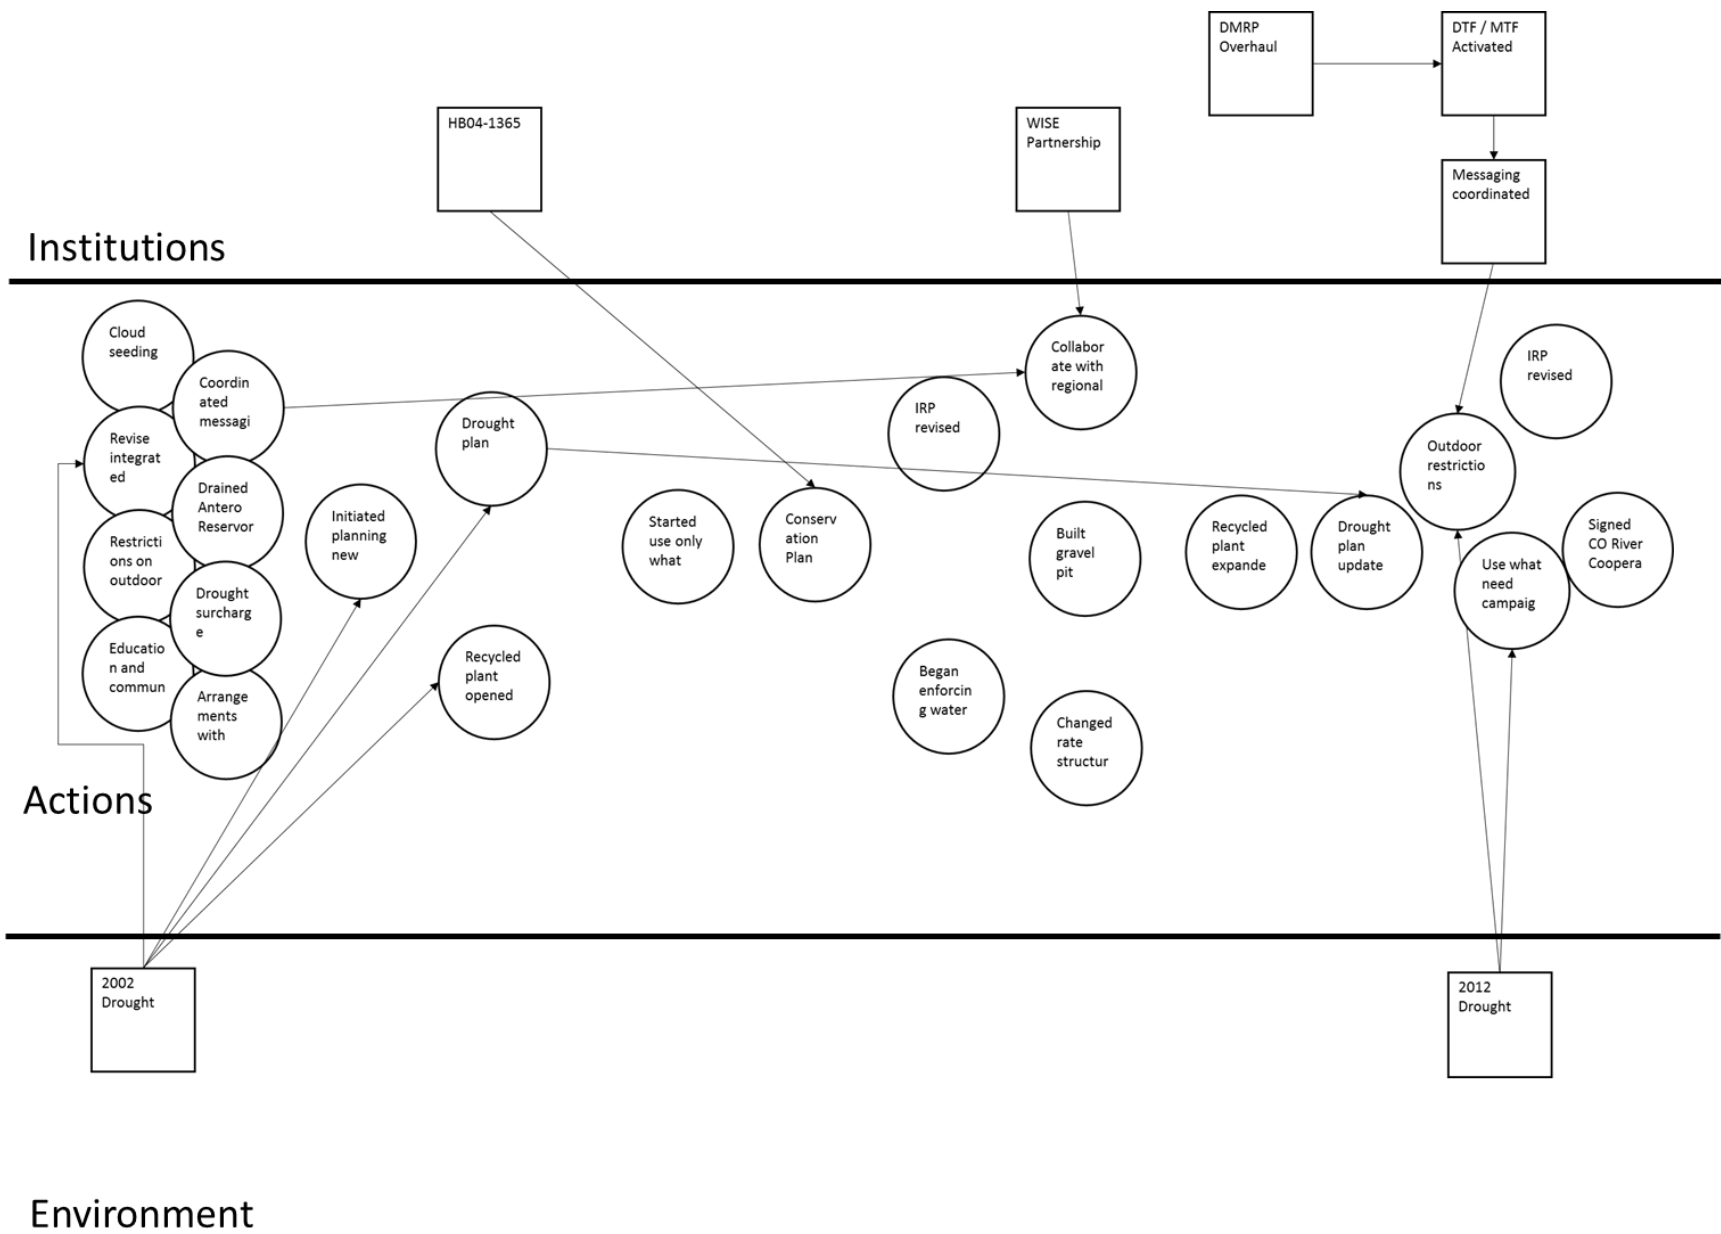 DMRP
Overhaul
DTF / MTF
Activated
HB04-1365
WISE
Partnership
Messaging
coordinated
Institutions
Cloud
seeding
Coordin
ated
messagi
Revise
integrat
ed
Drained
Antero
Reservor
Restricti
ons on
outdoor
Drought
surcharg
e
Educatio
n and
commun
Arrange
ments
with
Initiated
planning
new
Drought
plan
Recycled
plant
opened
Started
use only
what
Conserv
ation
Plan
IRP
revised
Collabor
ate with
regional
Built
gravel
pit
Began
enforcin
g water
Changed
rate
structur
Recycled
plant
expande
Drought
plan
update
Outdoor
restrictio
ns
IRP
revised
Use what
need
campaig
Signed
CO River
Coopera
Actions
2002
Drought
2012
Drought
Environment